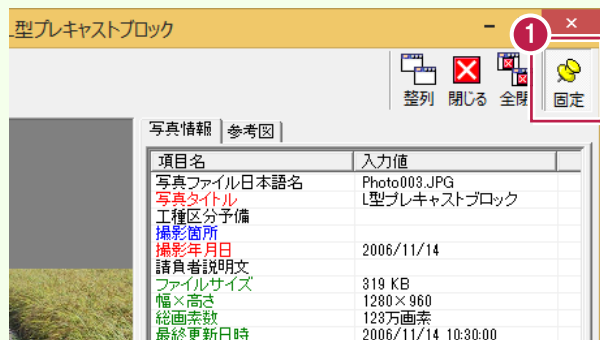 L型プレキャストブロック
1
整列 閉じる 全閉 固定
写真情報 参考図
項目名 入力値
写真ファイル日本語名 Photo003.JPG
写真タイトル L型プレキャストブロック
工種区分予備
撮影箇所
撮影年月日 2006/11/14
請負者説明文
ファイルサイズ 319 KB
幅×高さ 1280×960
総画素数 123万画素
最終更新日時 2006/11/14 10:30:00